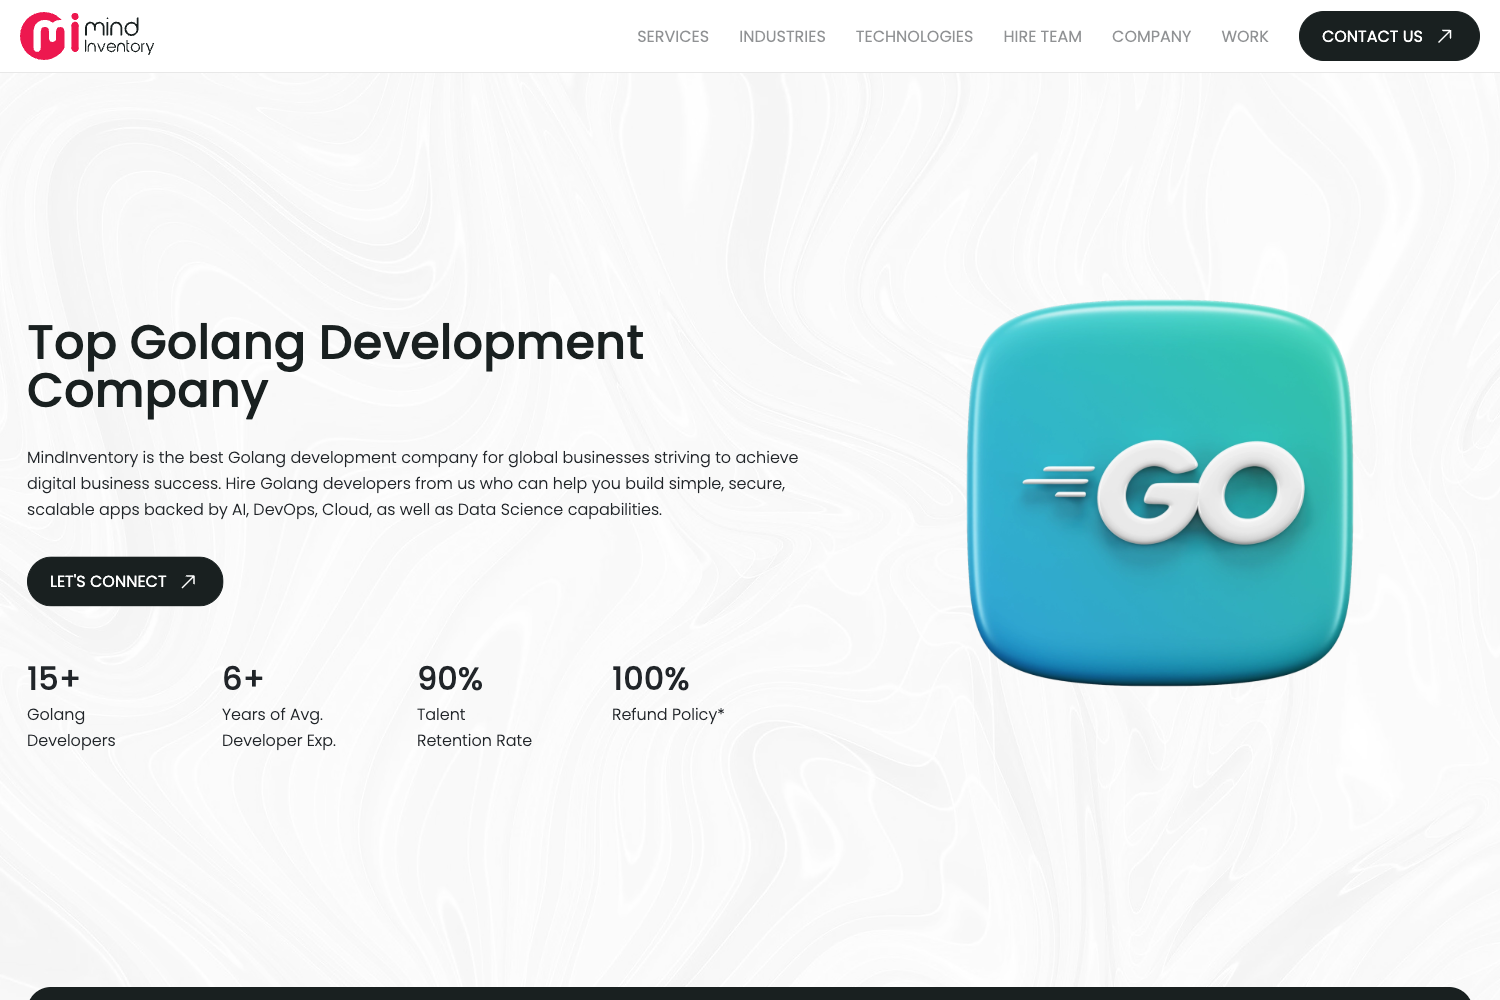 mind
Inventory
SERVICES INDUSTRIES TECHNOLOGIES HIRE TEAM COMPANY WORK CONTACT US
Top Golang Development
Company
MindInventory is the best Golang development company for global businesses striving to achieve
digital business success. Hire Golang developers from us who can help you build simple, secure,
scalable apps backed by AI, DevOps, Cloud, as well as Data Science capabilities.
LET'S CONNECT
15+
Golang
Developers
6+
Years of Avg.
Developer Exp.
90%
Talent
Retention Rate
100%
Refund Policy*
GO